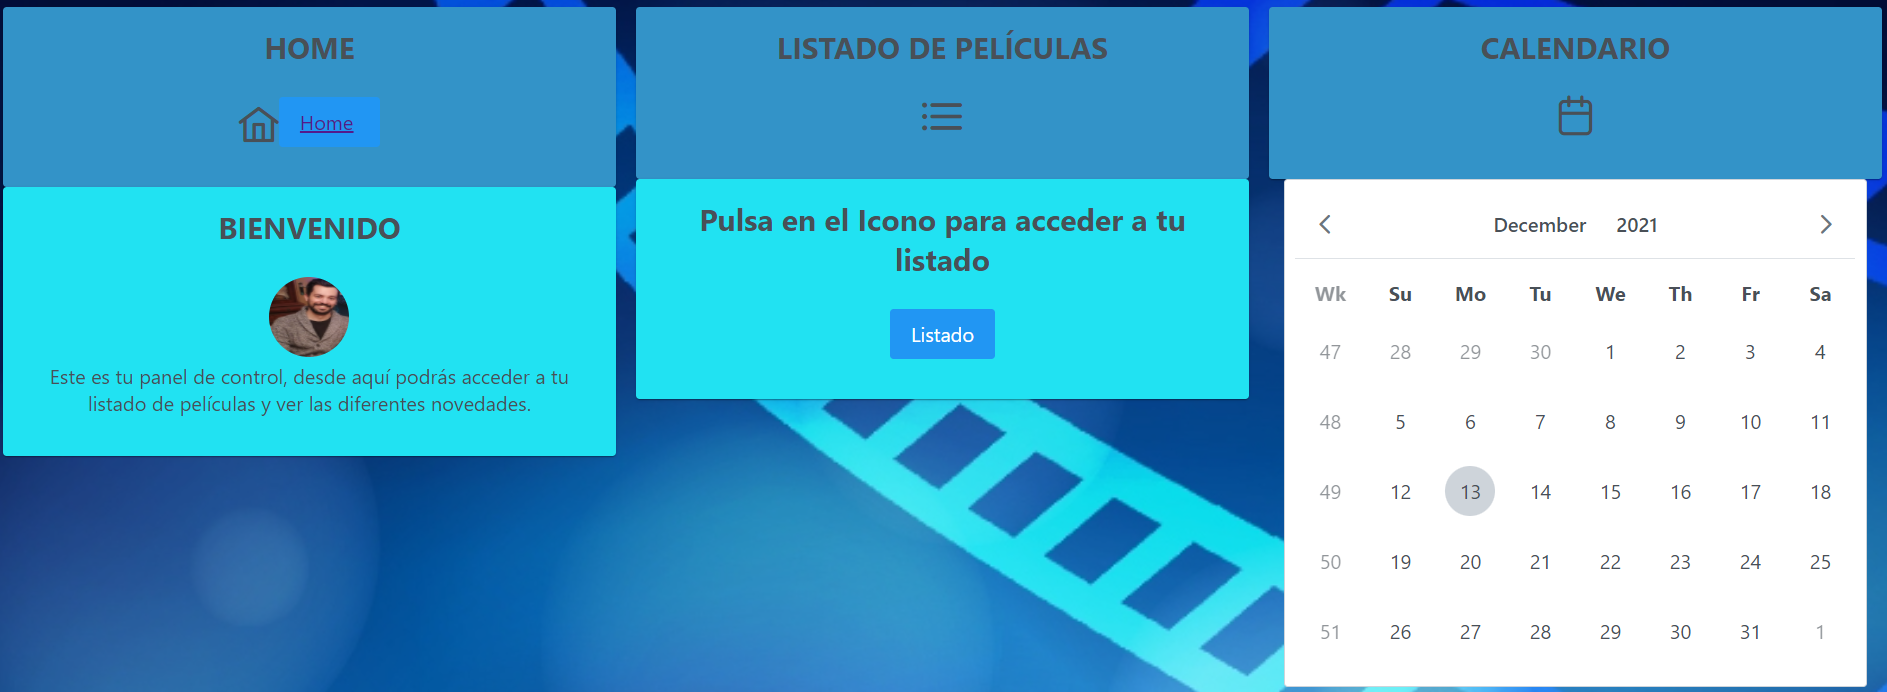 HOME
Home
BIENVENIDO
Este es tu panel de control, desde aquí podrás acceder a tu
listado de películas y ver las diferentes novedades.
LISTADO DE PELÍCULAS
Pulsa en el Icono para acceder a tu
listado
Listado
CALENDARIO
December 2021
Wk Su Mo Tu We Th Fr Sa
47 28 29 30 1 2 3 4
48 5 6 7 8 9 10 11
49 12 13 14 15 16 17 18
50 19 20 21 22 23 24 25
51 26 27 28 29 30 31 1